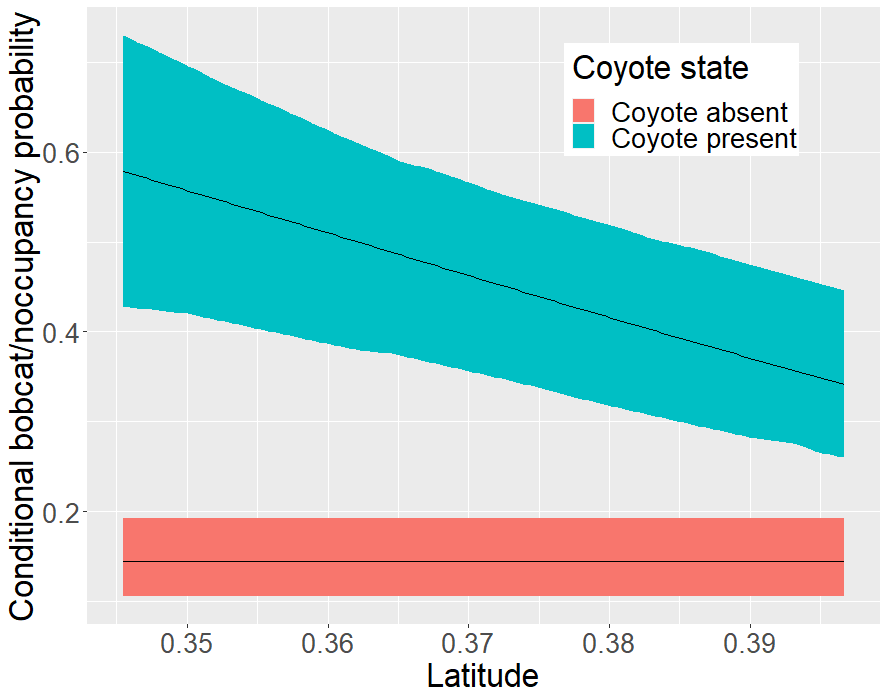 Conditional bobcat/noccupancy probability
Coyote state
Coyote absent
Coyote present
0.6
0.4
0.2
0.35 0.36 0.37 0.38 0.39
Latitude